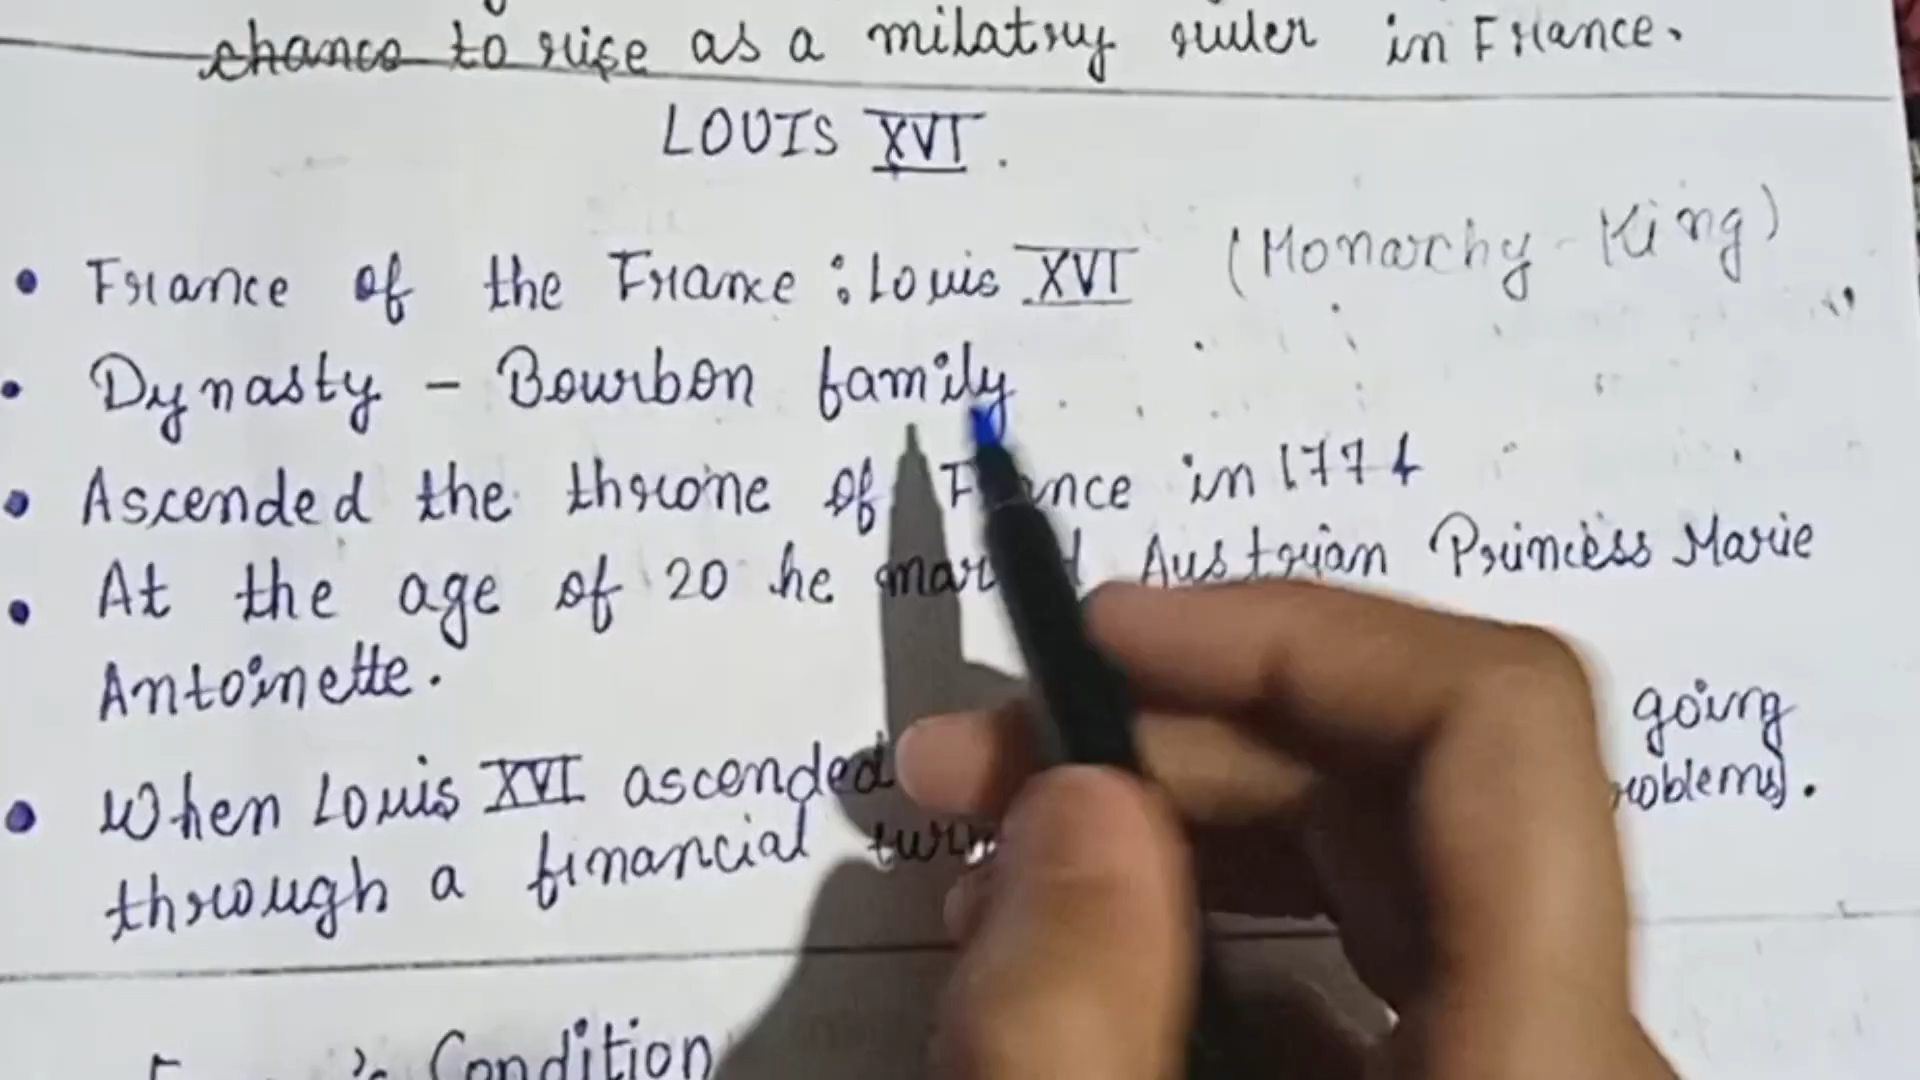 chance to rise as a milatry ruler in France.
LOUIS XVI.
• France of the France : Louis XVI (Monarchy - King)
• Dynasty - Bourbon family
• Ascended the throne of France in 1774
• At the age of 20 he Austrian Princess Marie
Antoinette.
• When Louis XVI ascended going
through a financial problems).
Condition